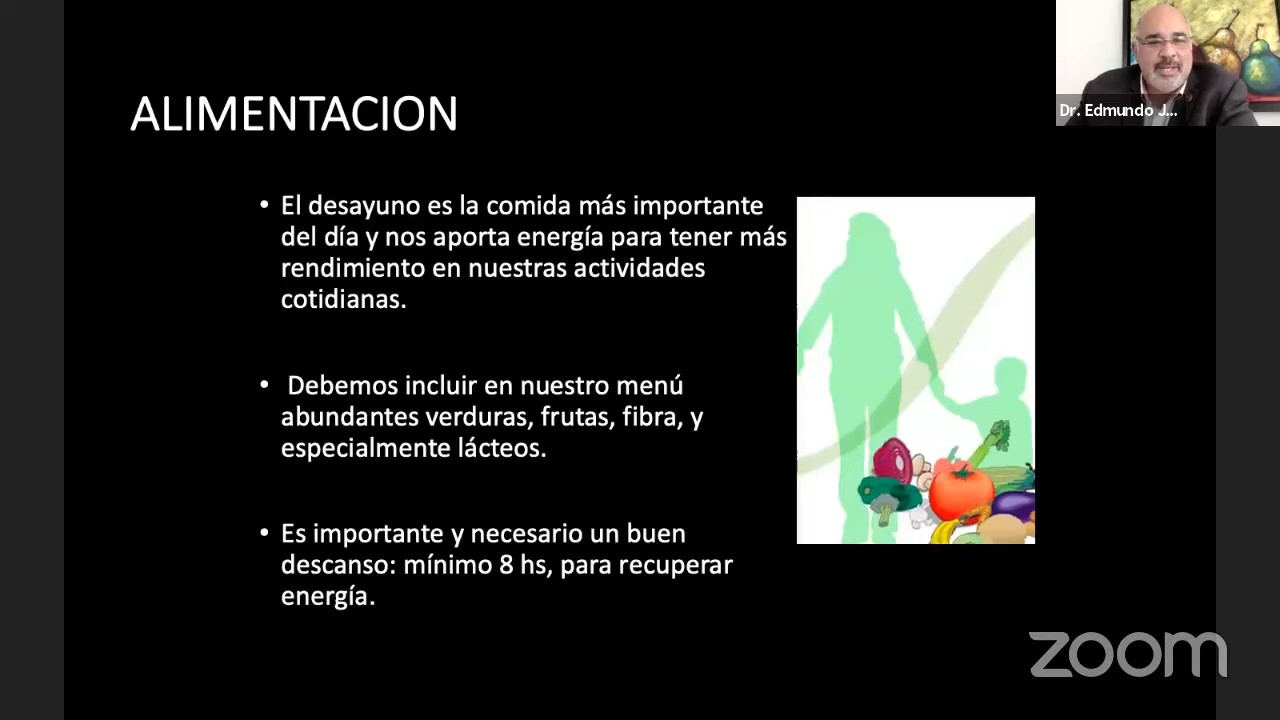 ALIMENTACION
• El desayuno es la comida más importante
del día y nos aporta energía para tener más
rendimiento en nuestras actividades
cotidianas.
• Debemos incluir en nuestro menú
abundantes verduras, frutas, fibra, y
especialmente lácteos.
• Es importante y necesario un buen
descanso: mínimo 8 hs, para recuperar
energía.
Dr. Edmundo J...
zoom